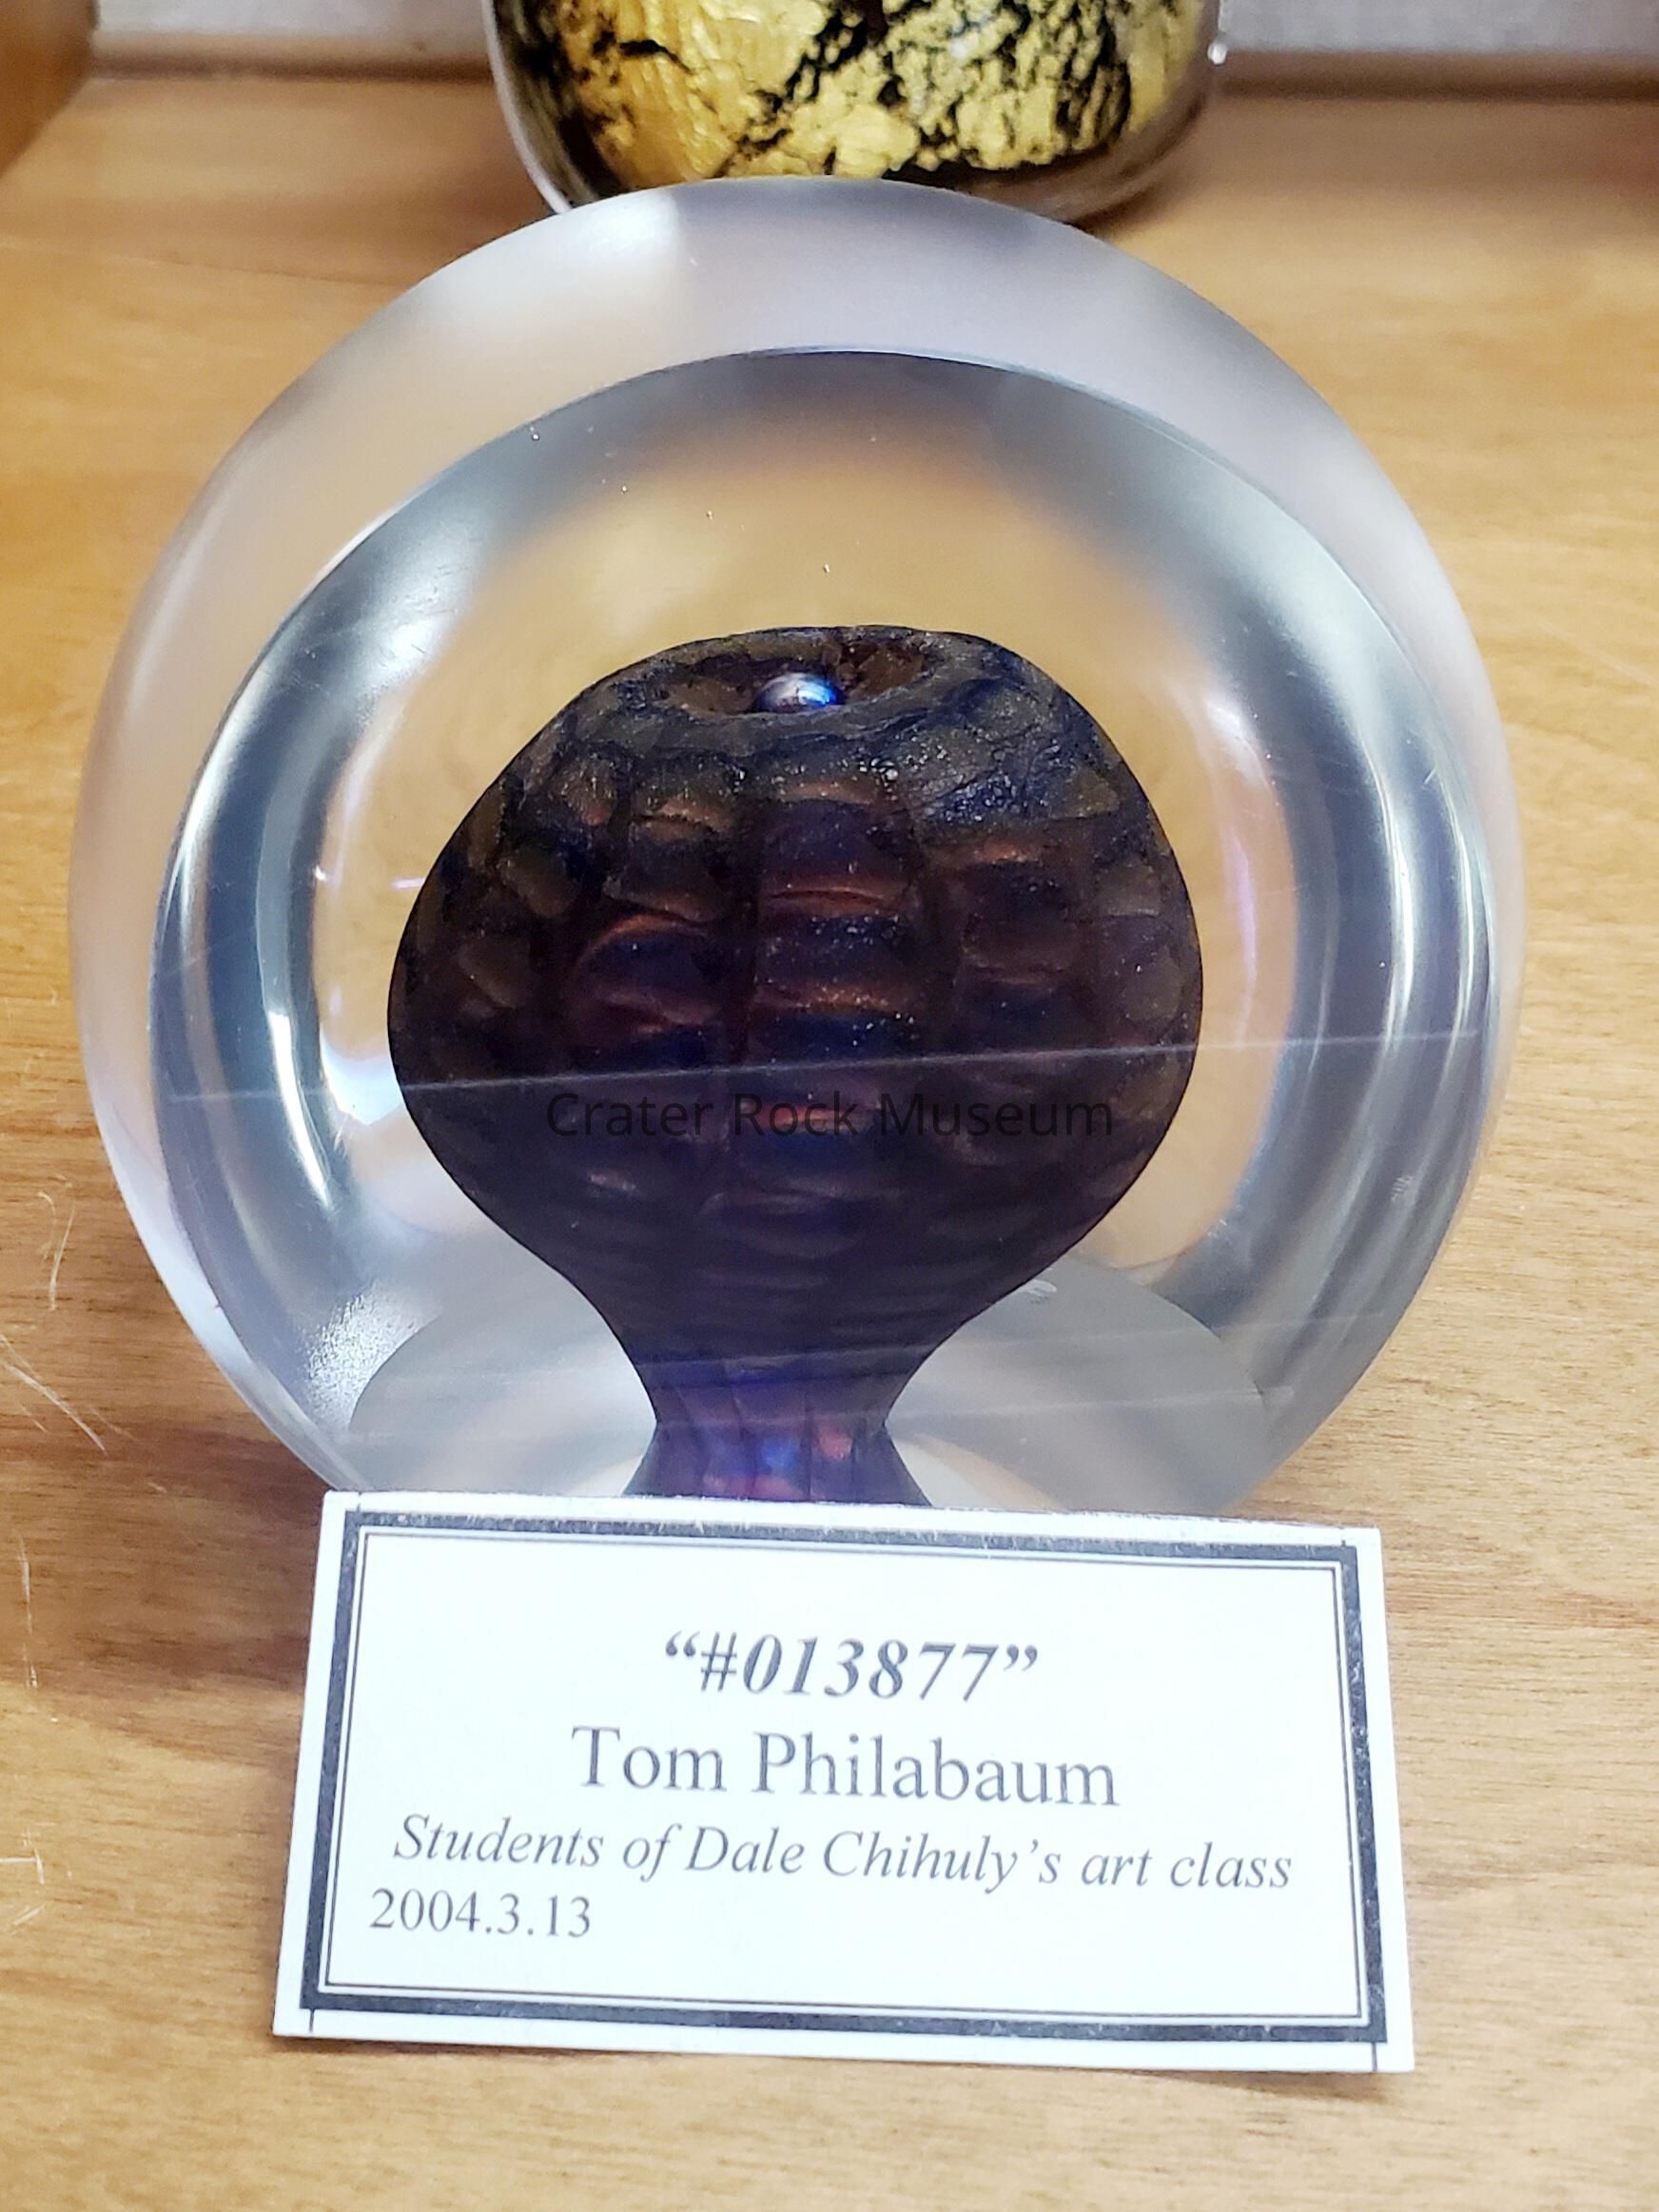 Crater Rock Museum
“#013877”
Tom Philabaum
Students of Dale Chihuly’s art class
2004.3.13